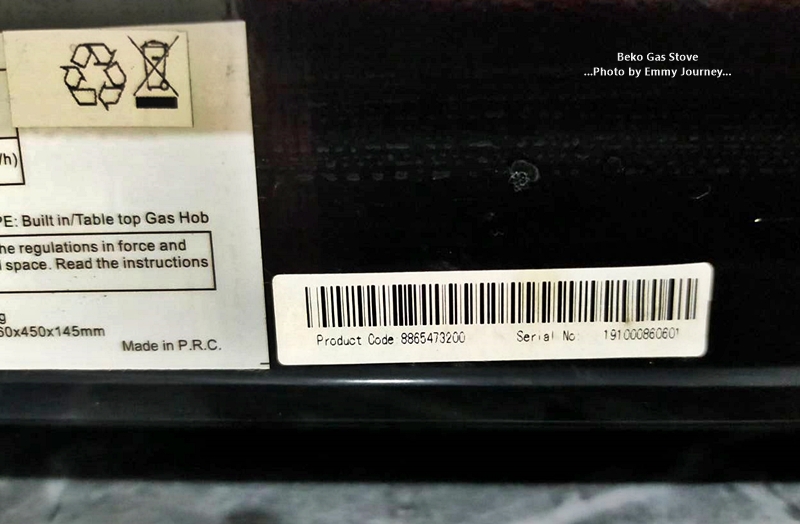 Beko Gas Stove
...Photo by Emmy Journey...
/h)
PE: Built in/Table top Gas Hob
he regulations in force and
space. Read the instructions
g
60x450x145mm
Made in P.R.C.
Product Code 8865473200 Serial No: 191000860601